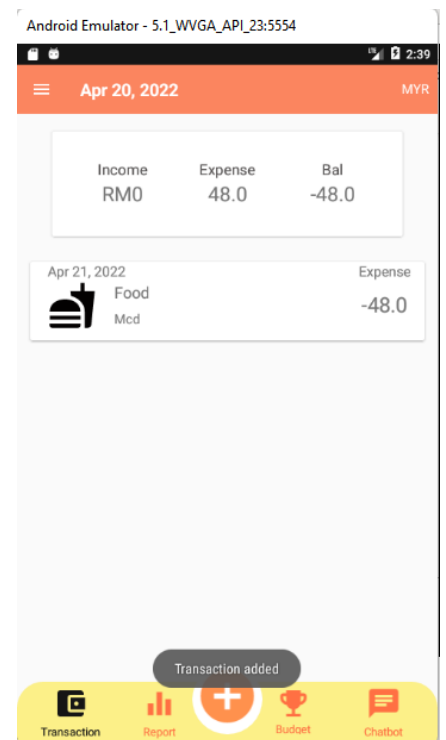 Android Emulator - 5.1_WVGA_API_23:5554
LTE 2:39
Apr 20, 2022 MYR
Income Expense Bal
RM0 48.0 -48.0
Apr 21, 2022 Expense
Food -48.0
Mcd
Transaction added
Transaction Report Budget Chatbot